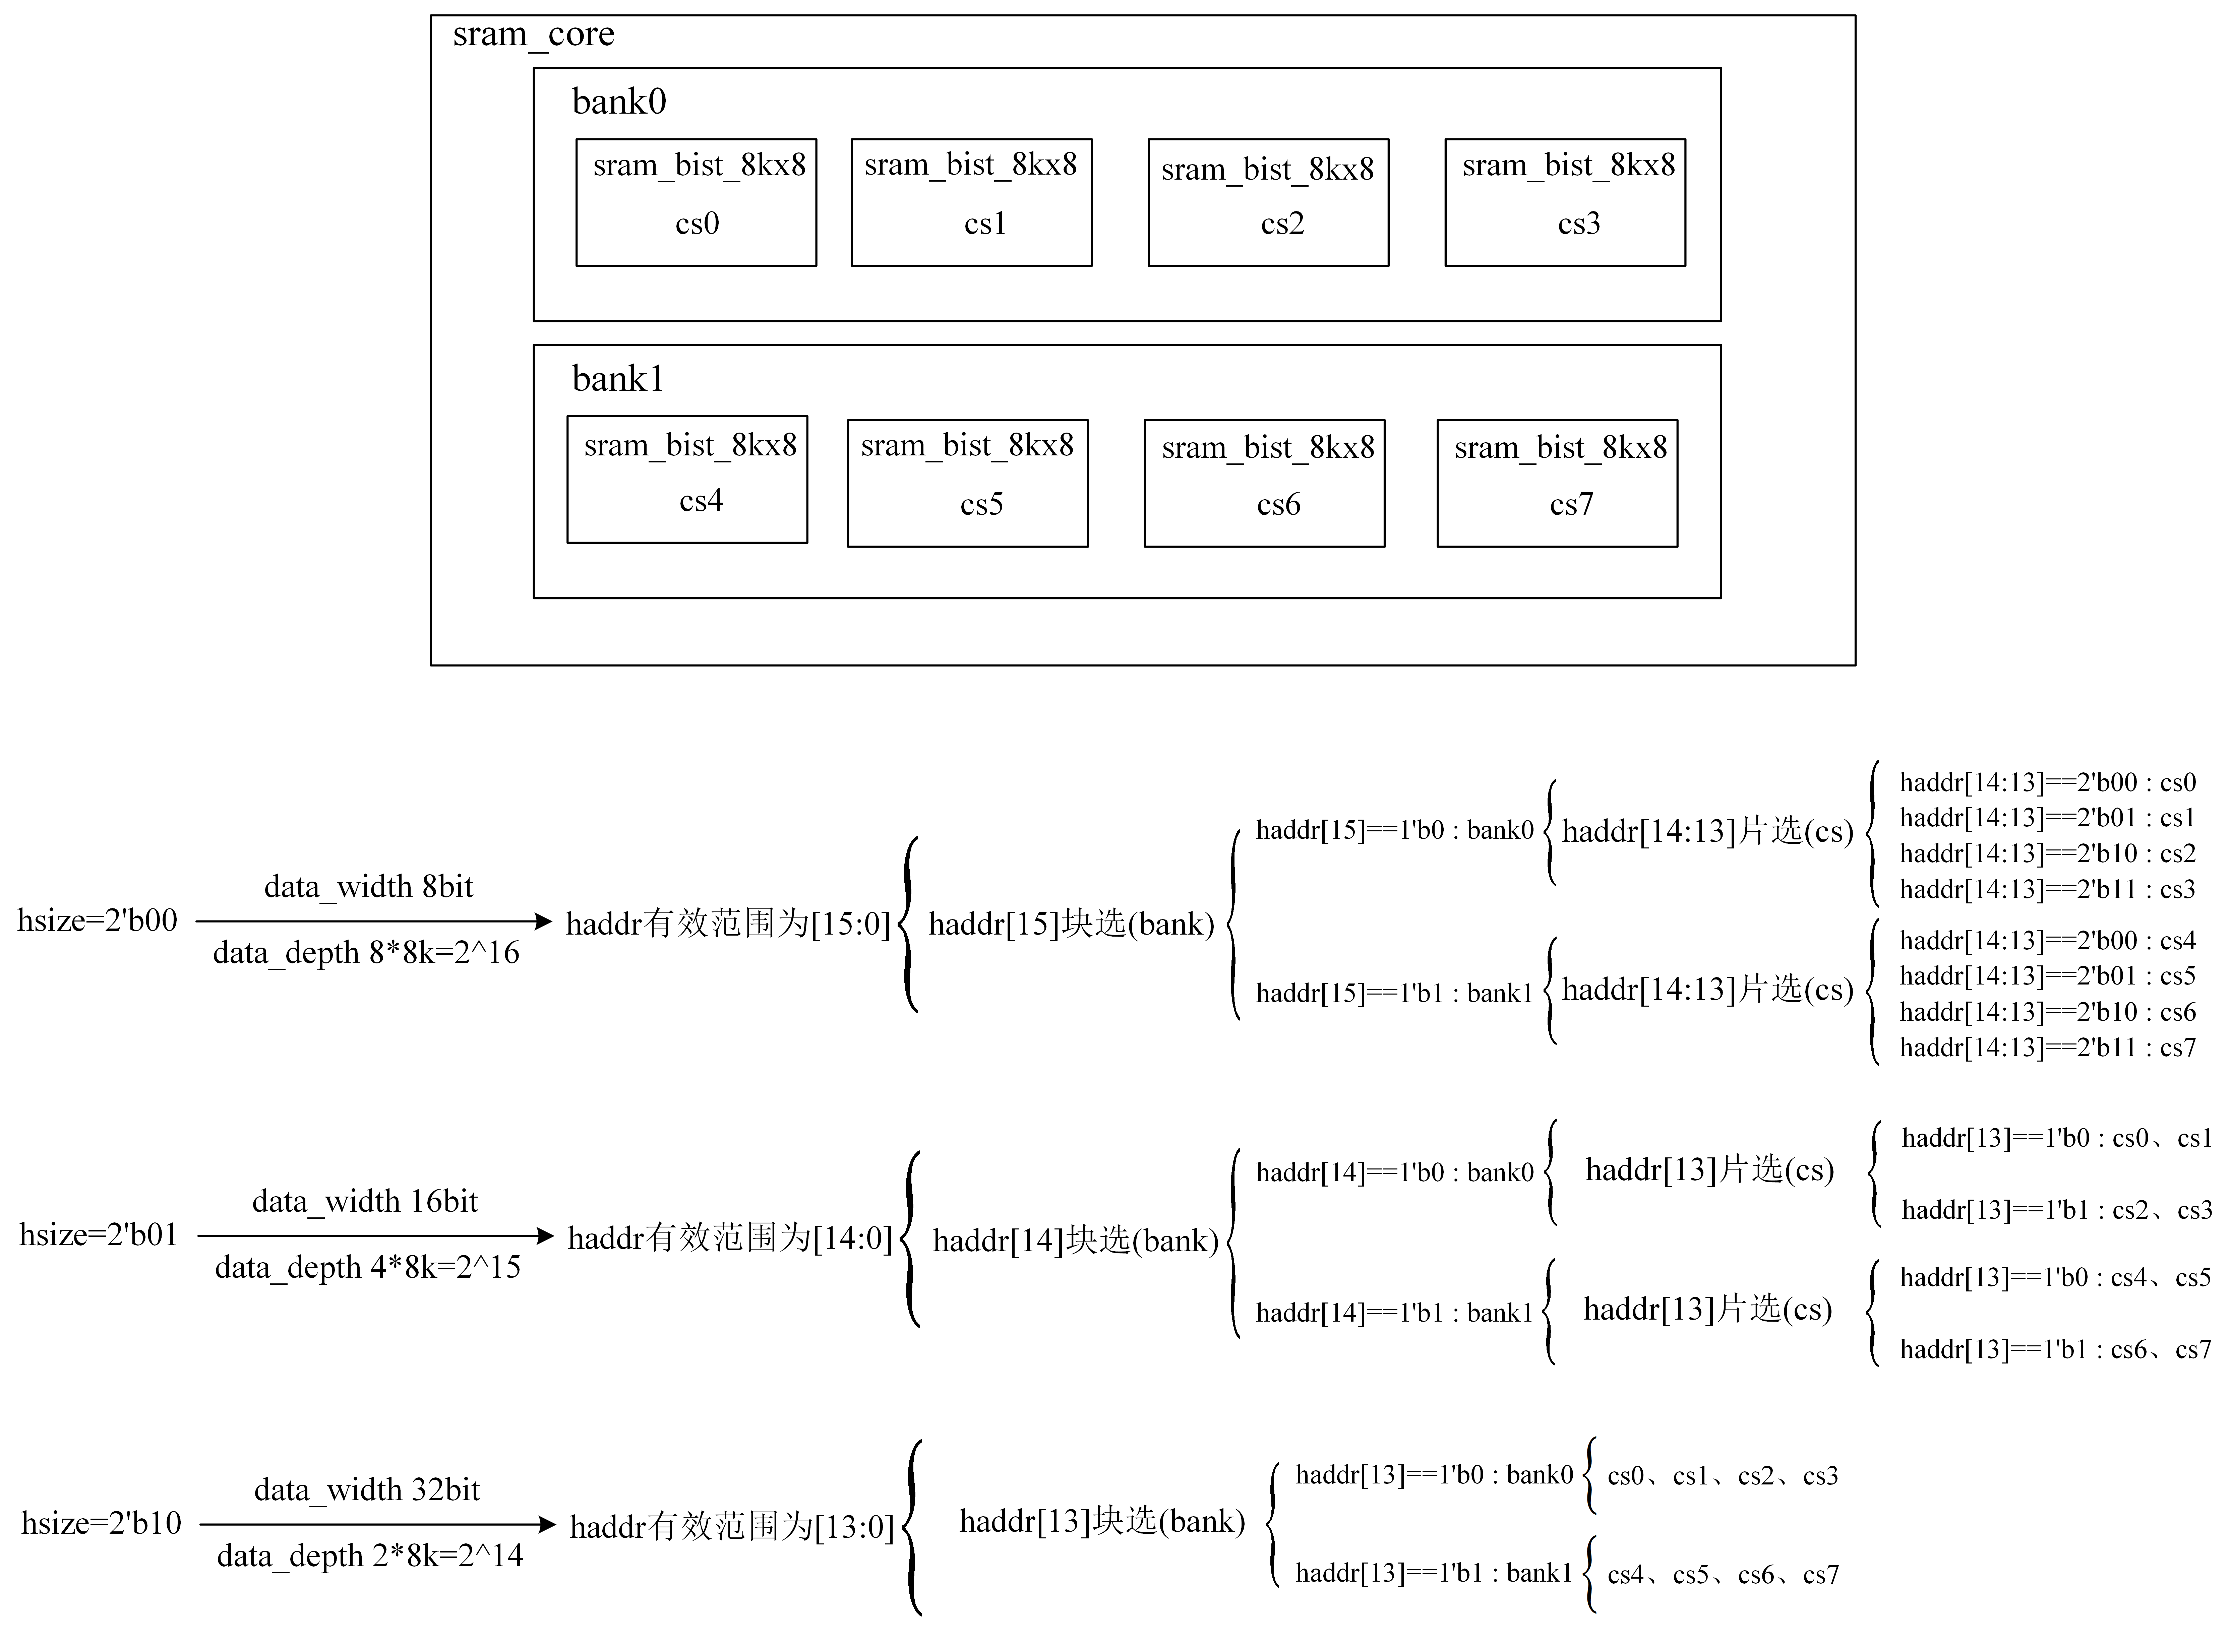 sram_core
bank0
sram_bist_8kx8
cs0
sram_bist_8kx8
cs1
sram_bist_8kx8
cs2
sram_bist_8kx8
cs3
bank1
sram_bist_8kx8
cs4
sram_bist_8kx8
cs5
sram_bist_8kx8
cs6
sram_bist_8kx8
cs7
hsize=2'b00
data_width 8bit
data_depth 8*8k=2^16
haddr有效范围为[15:0]
haddr[15]块选(bank)
haddr[15]==1'b0 : bank0
haddr[14:13]片选(cs)
haddr[14:13]==2'b00 : cs0
haddr[14:13]==2'b01 : cs1
haddr[14:13]==2'b10 : cs2
haddr[14:13]==2'b11 : cs3
haddr[15]==1'b1 : bank1
haddr[14:13]片选(cs)
haddr[14:13]==2'b00 : cs4
haddr[14:13]==2'b01 : cs5
haddr[14:13]==2'b10 : cs6
haddr[14:13]==2'b11 : cs7
hsize=2'b01
data_width 16bit
data_depth 4*8k=2^15
haddr有效范围为[14:0]
haddr[14]块选(bank)
haddr[14]==1'b0 : bank0
haddr[13]片选(cs)
haddr[13]==1'b0 : cs0、cs1
haddr[13]==1'b1 : cs2、cs3
haddr[14]==1'b1 : bank1
haddr[13]片选(cs)
haddr[13]==1'b0 : cs4、cs5
haddr[13]==1'b1 : cs6、cs7
hsize=2'b10
data_width 32bit
data_depth 2*8k=2^14
haddr有效范围为[13:0]
haddr[13]块选(bank)
haddr[13]==1'b0 : bank0
cs0、cs1、cs2、cs3
haddr[13]==1'b1 : bank1
cs4、cs5、cs6、cs7